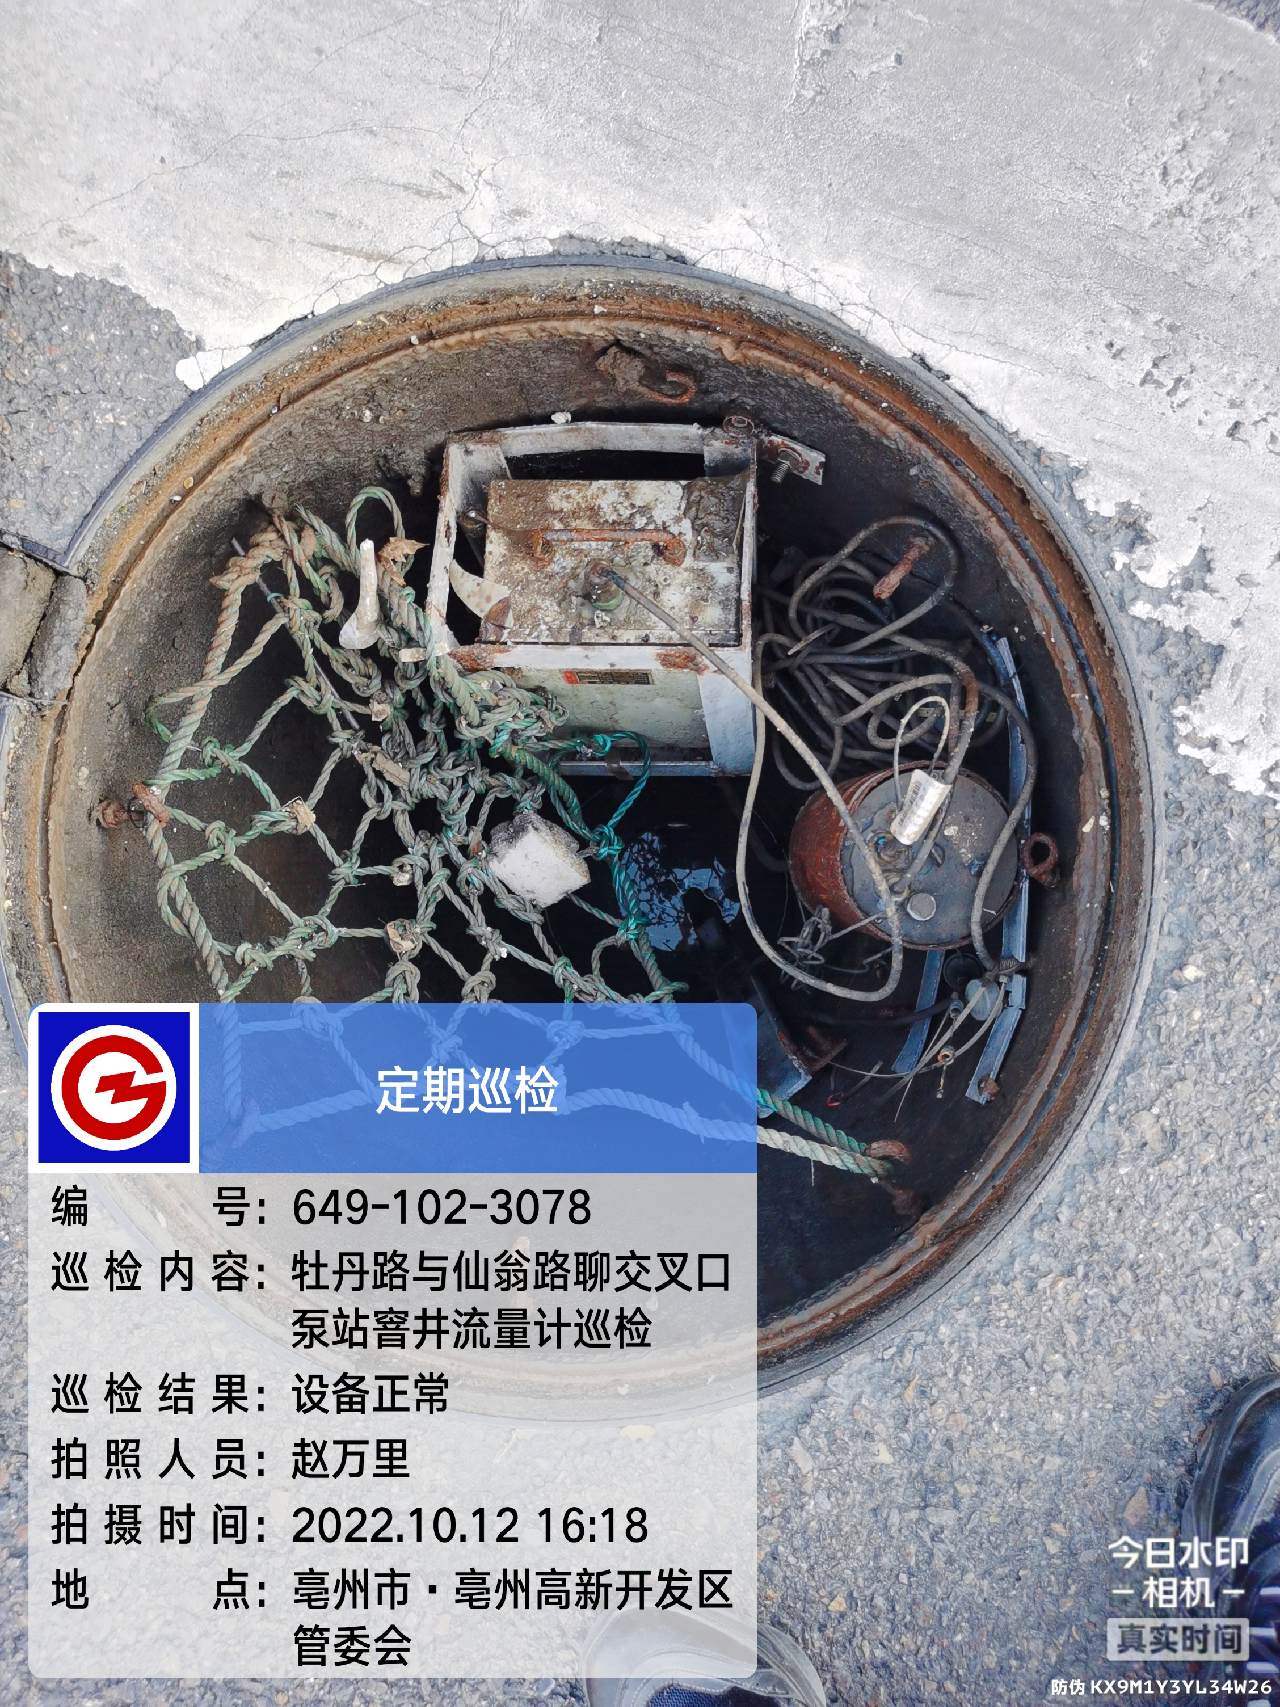 定期巡检
编号：649-102-3078
巡检内容：牡丹路与仙翁路聊交叉口
泵站窨井流量计巡检
巡检结果：设备正常
拍照人员：赵万里
拍摄时间：2022.10.12 16:18
地点：亳州市·亳州高新开发区
管委会
今日水印
相机
真实时间
防伪 KX9M1Y3YL34W26